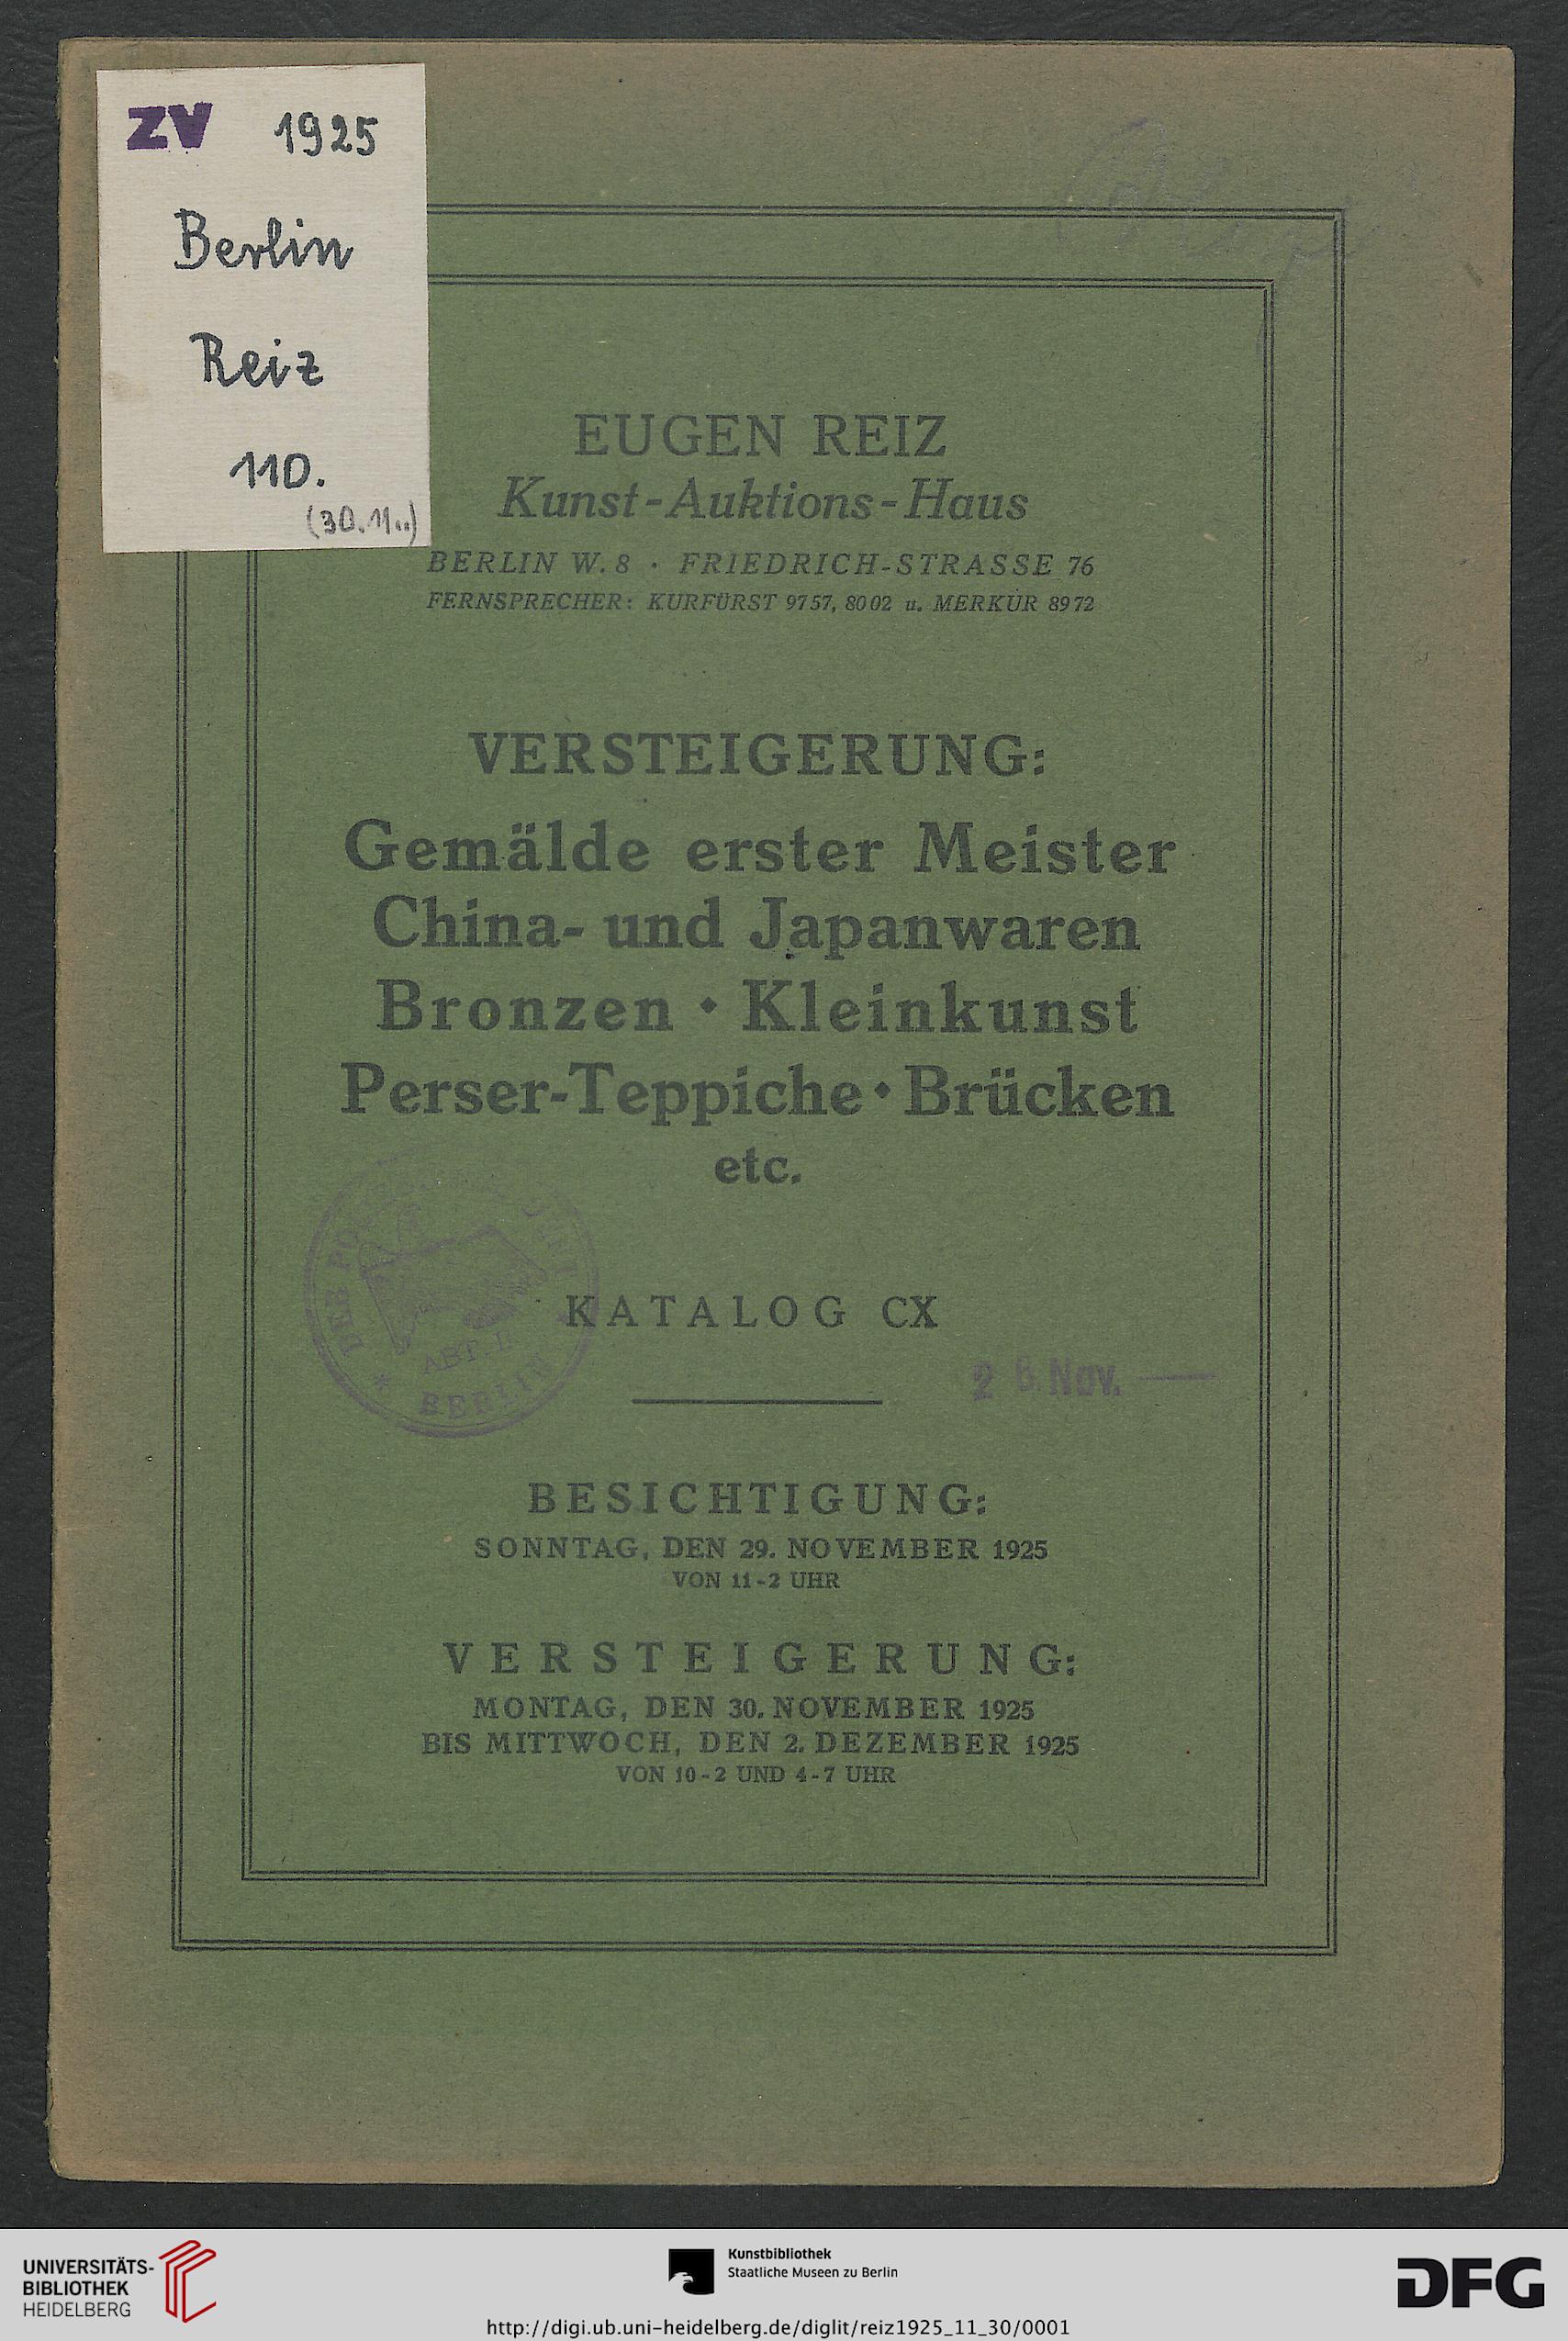 ZV 1925
Berlin
Reiz
110.
(30.11..)
EUGEN REIZ
Kunst-Auktions-Haus
BERLIN W. 8 · FRIEDRICH-STRASSE 76
FERNSPRECHER: KURFÜRST 9757, 8002 u. MERKUR 8972
VERSTEIGERUNG:
Gemälde erster Meister
China- und Japanwaren
Bronzen • Kleinkunst
Perser-Teppiche • Brücken
etc.
ABT.
BERLIN
KATALOG CX
Nov.
BESICHTIGUNG:
SONNTAG, DEN 29. NOVEMBER 1925
VON 11-2 UHR
VERSTEIGERUNG:
MONTAG, DEN 30. NOVEMBER 1925
BIS MITTWOCH, DEN 2. DEZEMBER 1925
VON 10-2 UND 4-7 UHR
UNIVERSITÄTS-
BIBLIOTHEK
HEIDELBERG
Kunstbibliothek
Staatliche Museen zu Berlin
DFG
http://digi.ub.uni-heidelberg.de/diglit/reiz1925_11_30/0001